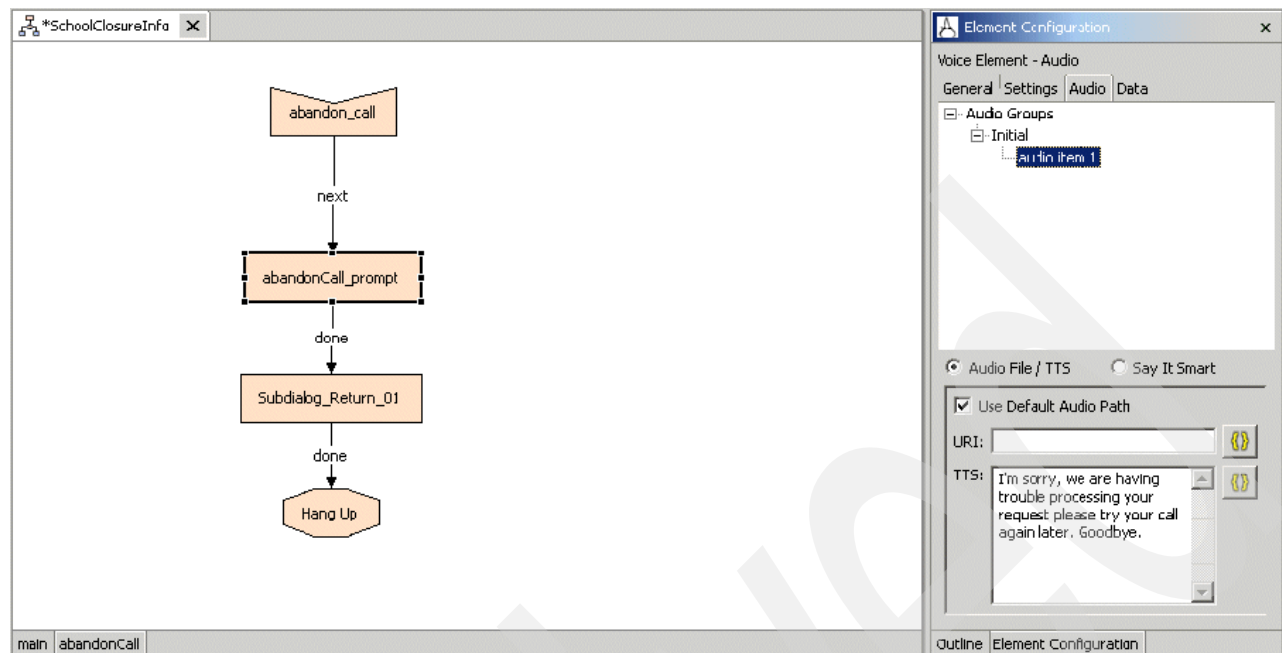 *SchoolClosureInfo
abandon_call
next
abandonCall_prompt
done
Subdialog_Return_01
done
Hang Up
main abandonCall
Element Configuration
Voice Element - Audio
General Settings Audio Data
Audio Groups
Initial
audio item 1
Audio File / TTS Say It Smart
Use Default Audio Path
URI:
TTS: I'm sorry, we are having
trouble processing your
request please try your call
again later. Goodbye.
Outline Element Configuration